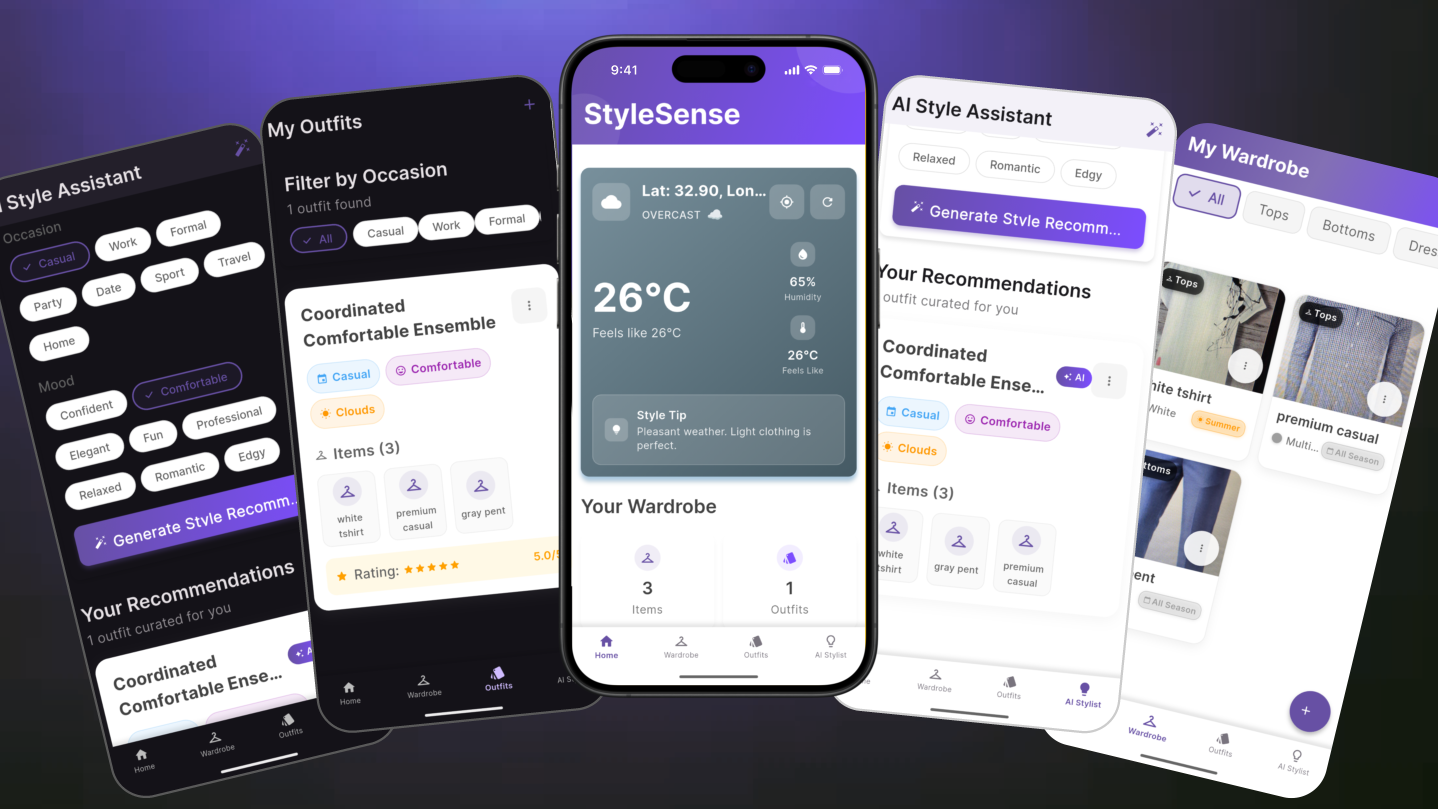 Style Assistant
Occasion
Casual
Work
Formal
Party
Date
Sport
Travel
Home
Mood
Confident
Comfortable
Elegant
Fun
Professional
Relaxed
Romantic
Edgy
Generate Style Recomm...
Your Recommendations
1 outfit curated for you
Coordinated
Comfortable Ense...
Home
Wardrobe
Outfits
My Outfits
+
Filter by Occasion
1 outfit found
All
Casual
Work
Formal
Coordinated
Comfortable Ensemble
Casual
Comfortable
Clouds
Items (3)
white
tshirt
premium
casual
gray pent
Rating:
5.0/5
Home
Wardrobe
Outfits
AI S
9:41
StyleSense
Lat: 32.90, Lon...
OVERCAST
26°C
Feels like 26°C
65%
Humidity
26°C
Feels Like
Style Tip
Pleasant weather. Light clothing is
perfect.
Your Wardrobe
3
Items
1
Outfits
Home
Wardrobe
Outfits
AI Stylist
AI Style Assistant
Relaxed
Romantic
Edgy
Generate Style Recomm...
Your Recommendations
outfit curated for you
Coordinated
Comfortable Ense...
AI
Casual
Comfortable
Clouds
Items (3)
white
tshirt
gray pent
premium
casual
Wardrobe
Outfits
AI Stylist
My Wardrobe
All
Tops
Bottoms
Dres
Tops
Tops
hite tshirt
White
Summer
premium casual
Multi...
All Season
ttoms
ent
All Season
+
Wardrobe
Outfits
AI Stylist